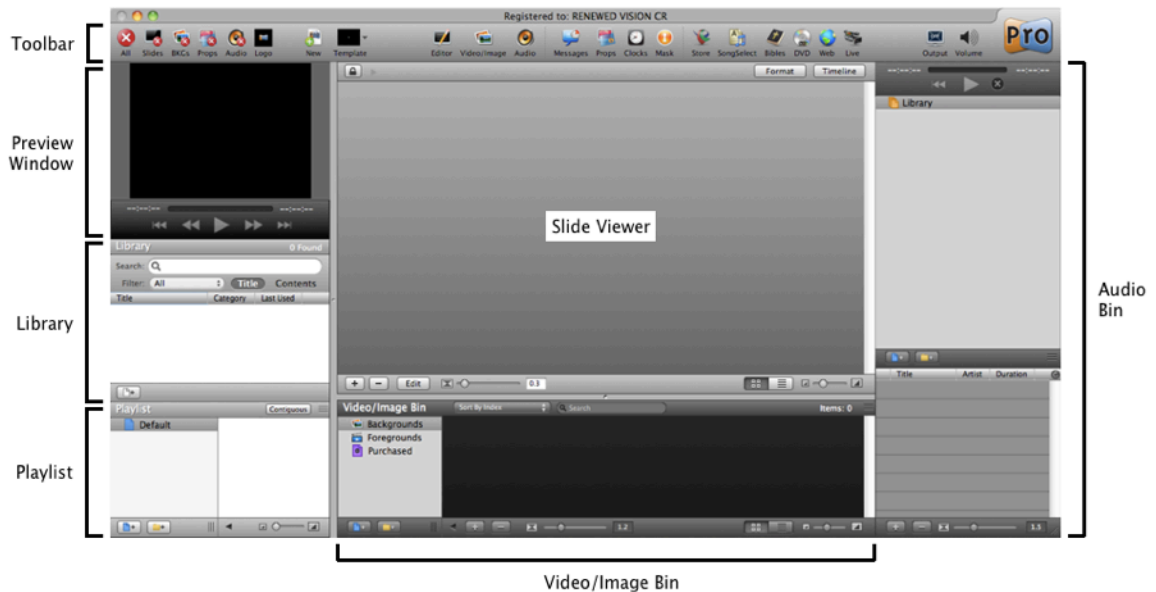 Registered to: RENEWED VISION CR
Toolbar
All Slides BKGs Props Audio Logo New Template Editor Video/Image Audio Messages Props Clocks Mask Store SongSelect Bibles DVD Web Live Output Volume
Pro
Format Timeline
--:--:-- --:--:--
Library
Preview
Window
Slide Viewer
--:--:-- --:--:--
Library 0 Found
Search:
Filter: All Title Contents
Title Category Last Used
Library
Audio
Bin
Title Artist Duration
Edit 0.3
Playlist Contiguous
Default
Video/Image Bin Sort By Index Search Items: 0
Backgrounds
Foregrounds
Purchased
Playlist
1.2
1.5
Video/Image Bin